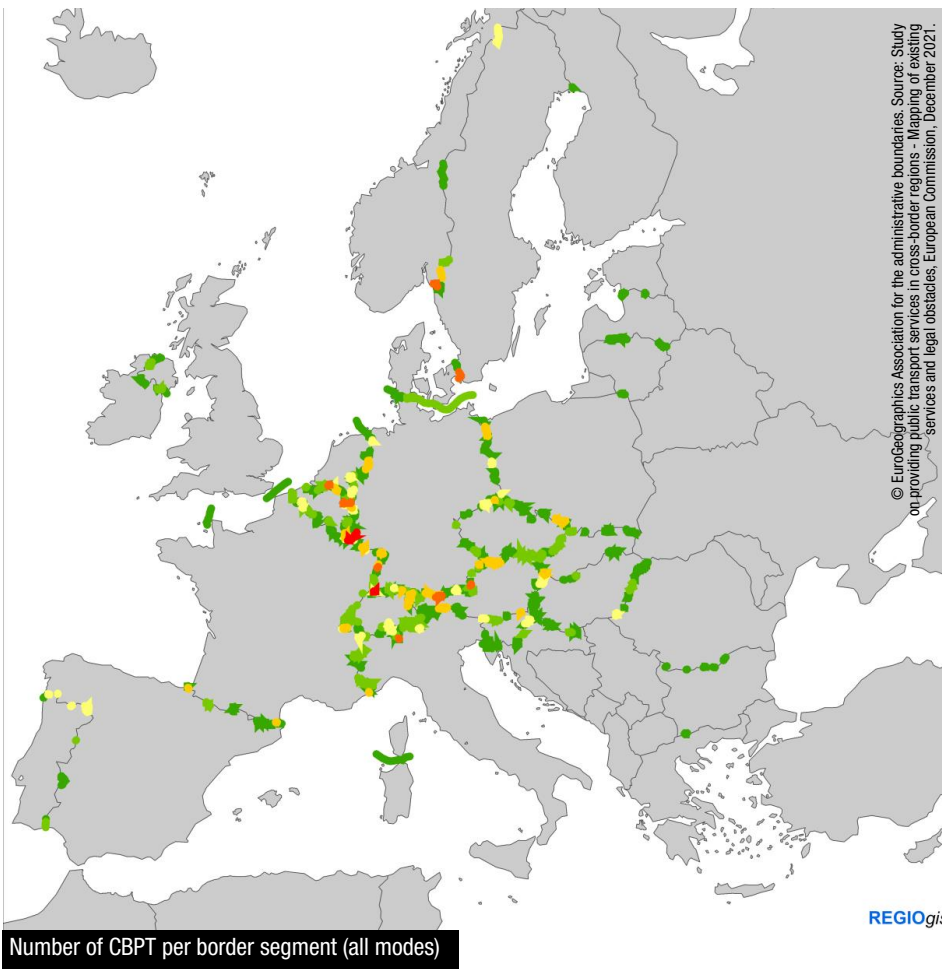 © EuroGeographics Association for the administrative boundaries. Source: Study
on providing public transport services in cross-border regions - Mapping of existing
services and legal obstacles, European Commission, December 2021.
REGIOgis
Number of CBPT per border segment (all modes)